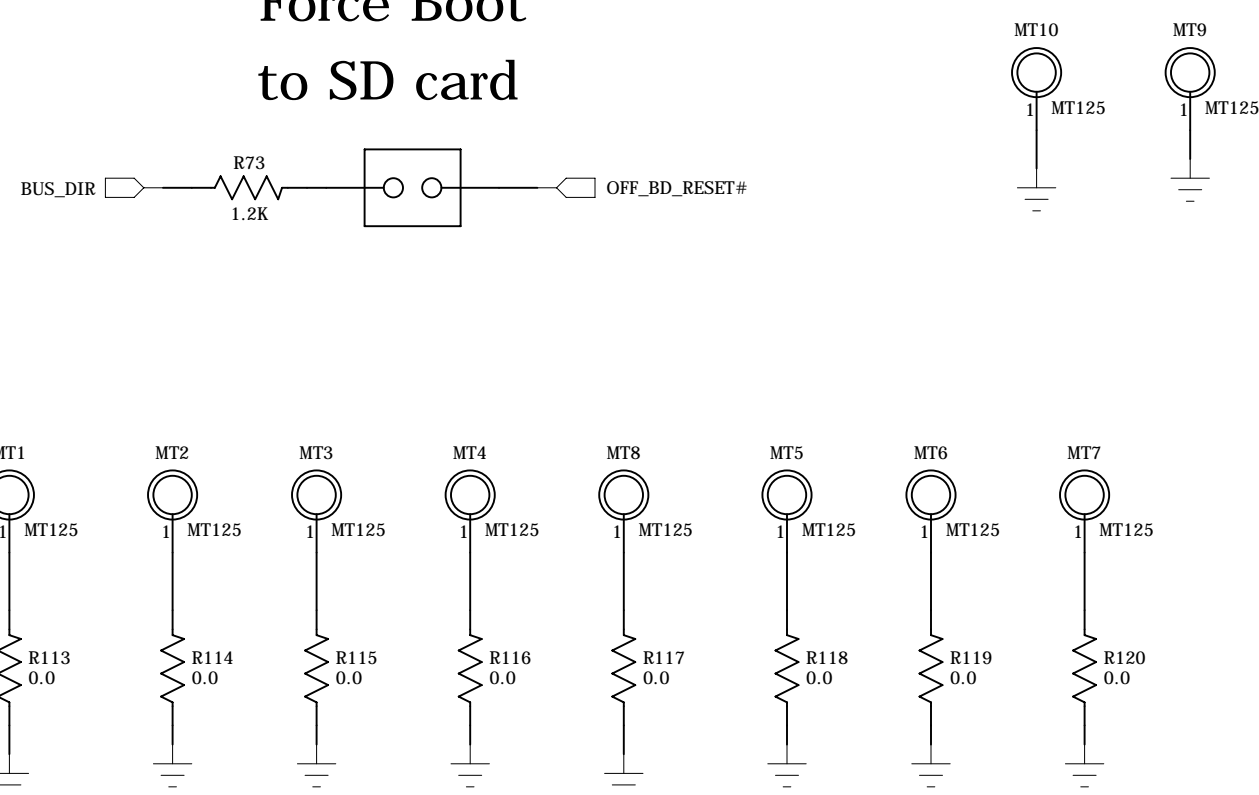 Force Boot
to SD card
MT10
MT9
1
MT125
1
MT125
R73
BUS_DIR
OFF_BD_RESET#
1.2K
MT1
MT2
MT3
MT4
MT8
MT5
MT6
MT7
1
MT125
1
MT125
1
MT125
1
MT125
1
MT125
1
MT125
1
MT125
1
MT125
R113
0.0
R114
0.0
R115
0.0
R116
0.0
R117
0.0
R118
0.0
R119
0.0
R120
0.0